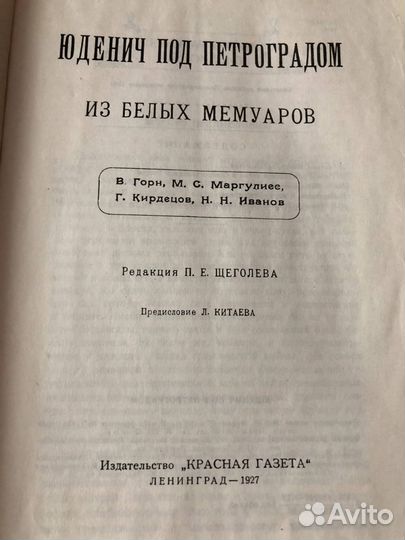 ЮДЕНИЧ ПОД ПЕТРОГРАДОМ
ИЗ БЕЛЫХ МЕМУАРОВ
В. Горн, М. С. Маргулиес,
Г. Кирдецов, Н. Н. Иванов
Редакция П. Е. ЩЕГОЛЕВА
Предисловие Л. КИТАЕВА
Издательство „КРАСНАЯ ГАЗЕТА“
ЛЕНИНГРАД—1927
Avito